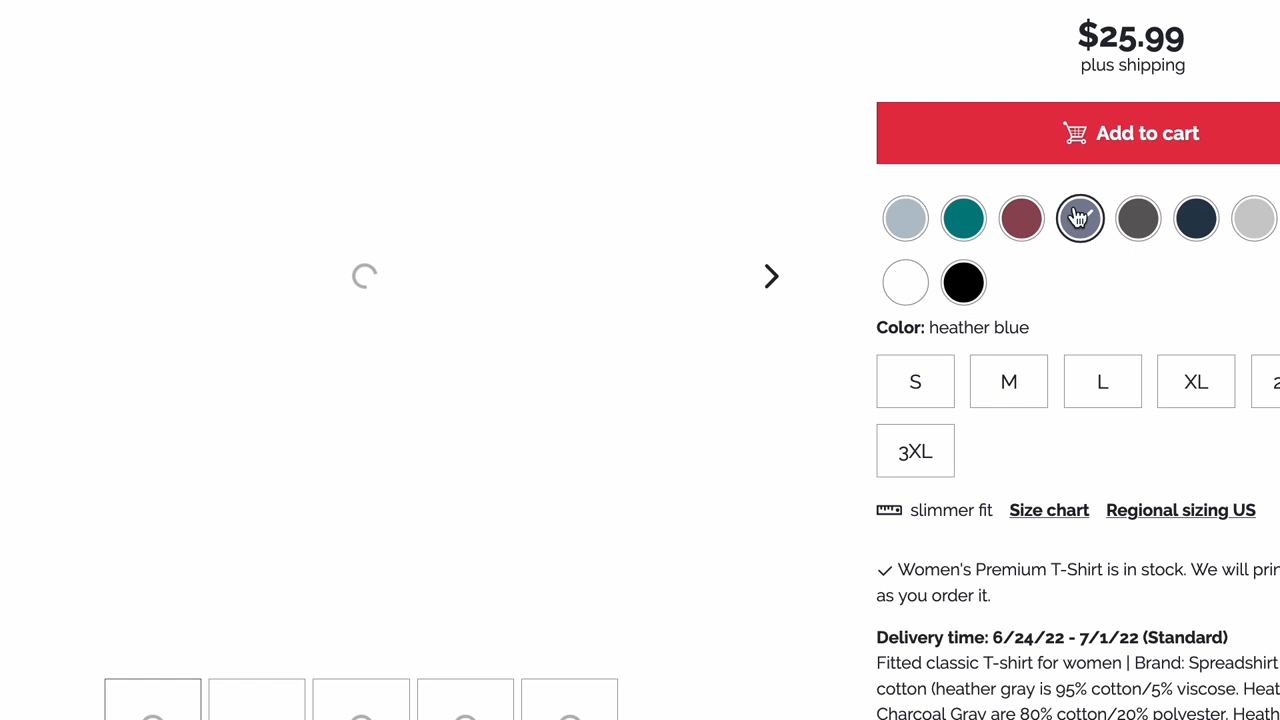 $25.99
plus shipping
Add to cart
Color: heather blue
S M L XL 2
3XL
slimmer fit Size chart Regional sizing US
Women's Premium T-Shirt is in stock. We will prin
as you order it.
Delivery time: 6/24/22 - 7/1/22 (Standard)
Fitted classic T-shirt for women | Brand: Spreadshirt
cotton (heather gray is 95% cotton/5% viscose. Heat
Charcoal Gray are 80% cotton/20% polyester. Heath